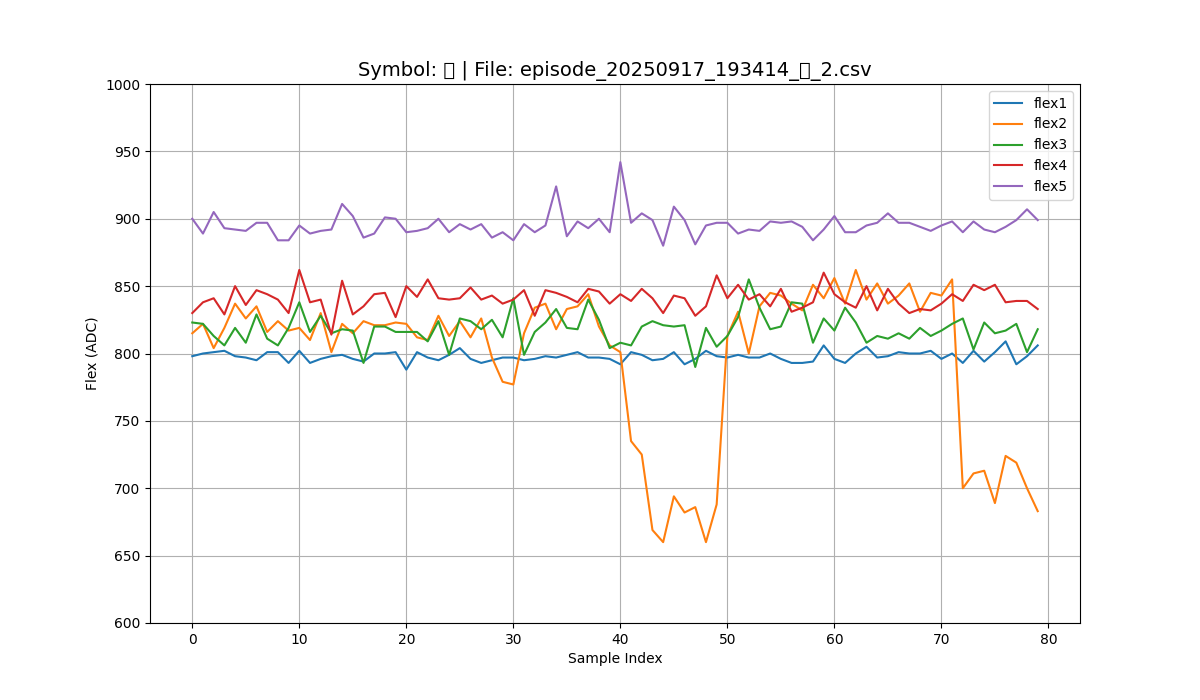 Symbol: ▯ | File: episode_20250917_193414_▯_2.csv
1000
950
900
850
800
750
700
650
600
Flex (ADC)
0 10 20 30 40 50 60 70 80
Sample Index
flex1
flex2
flex3
flex4
flex5